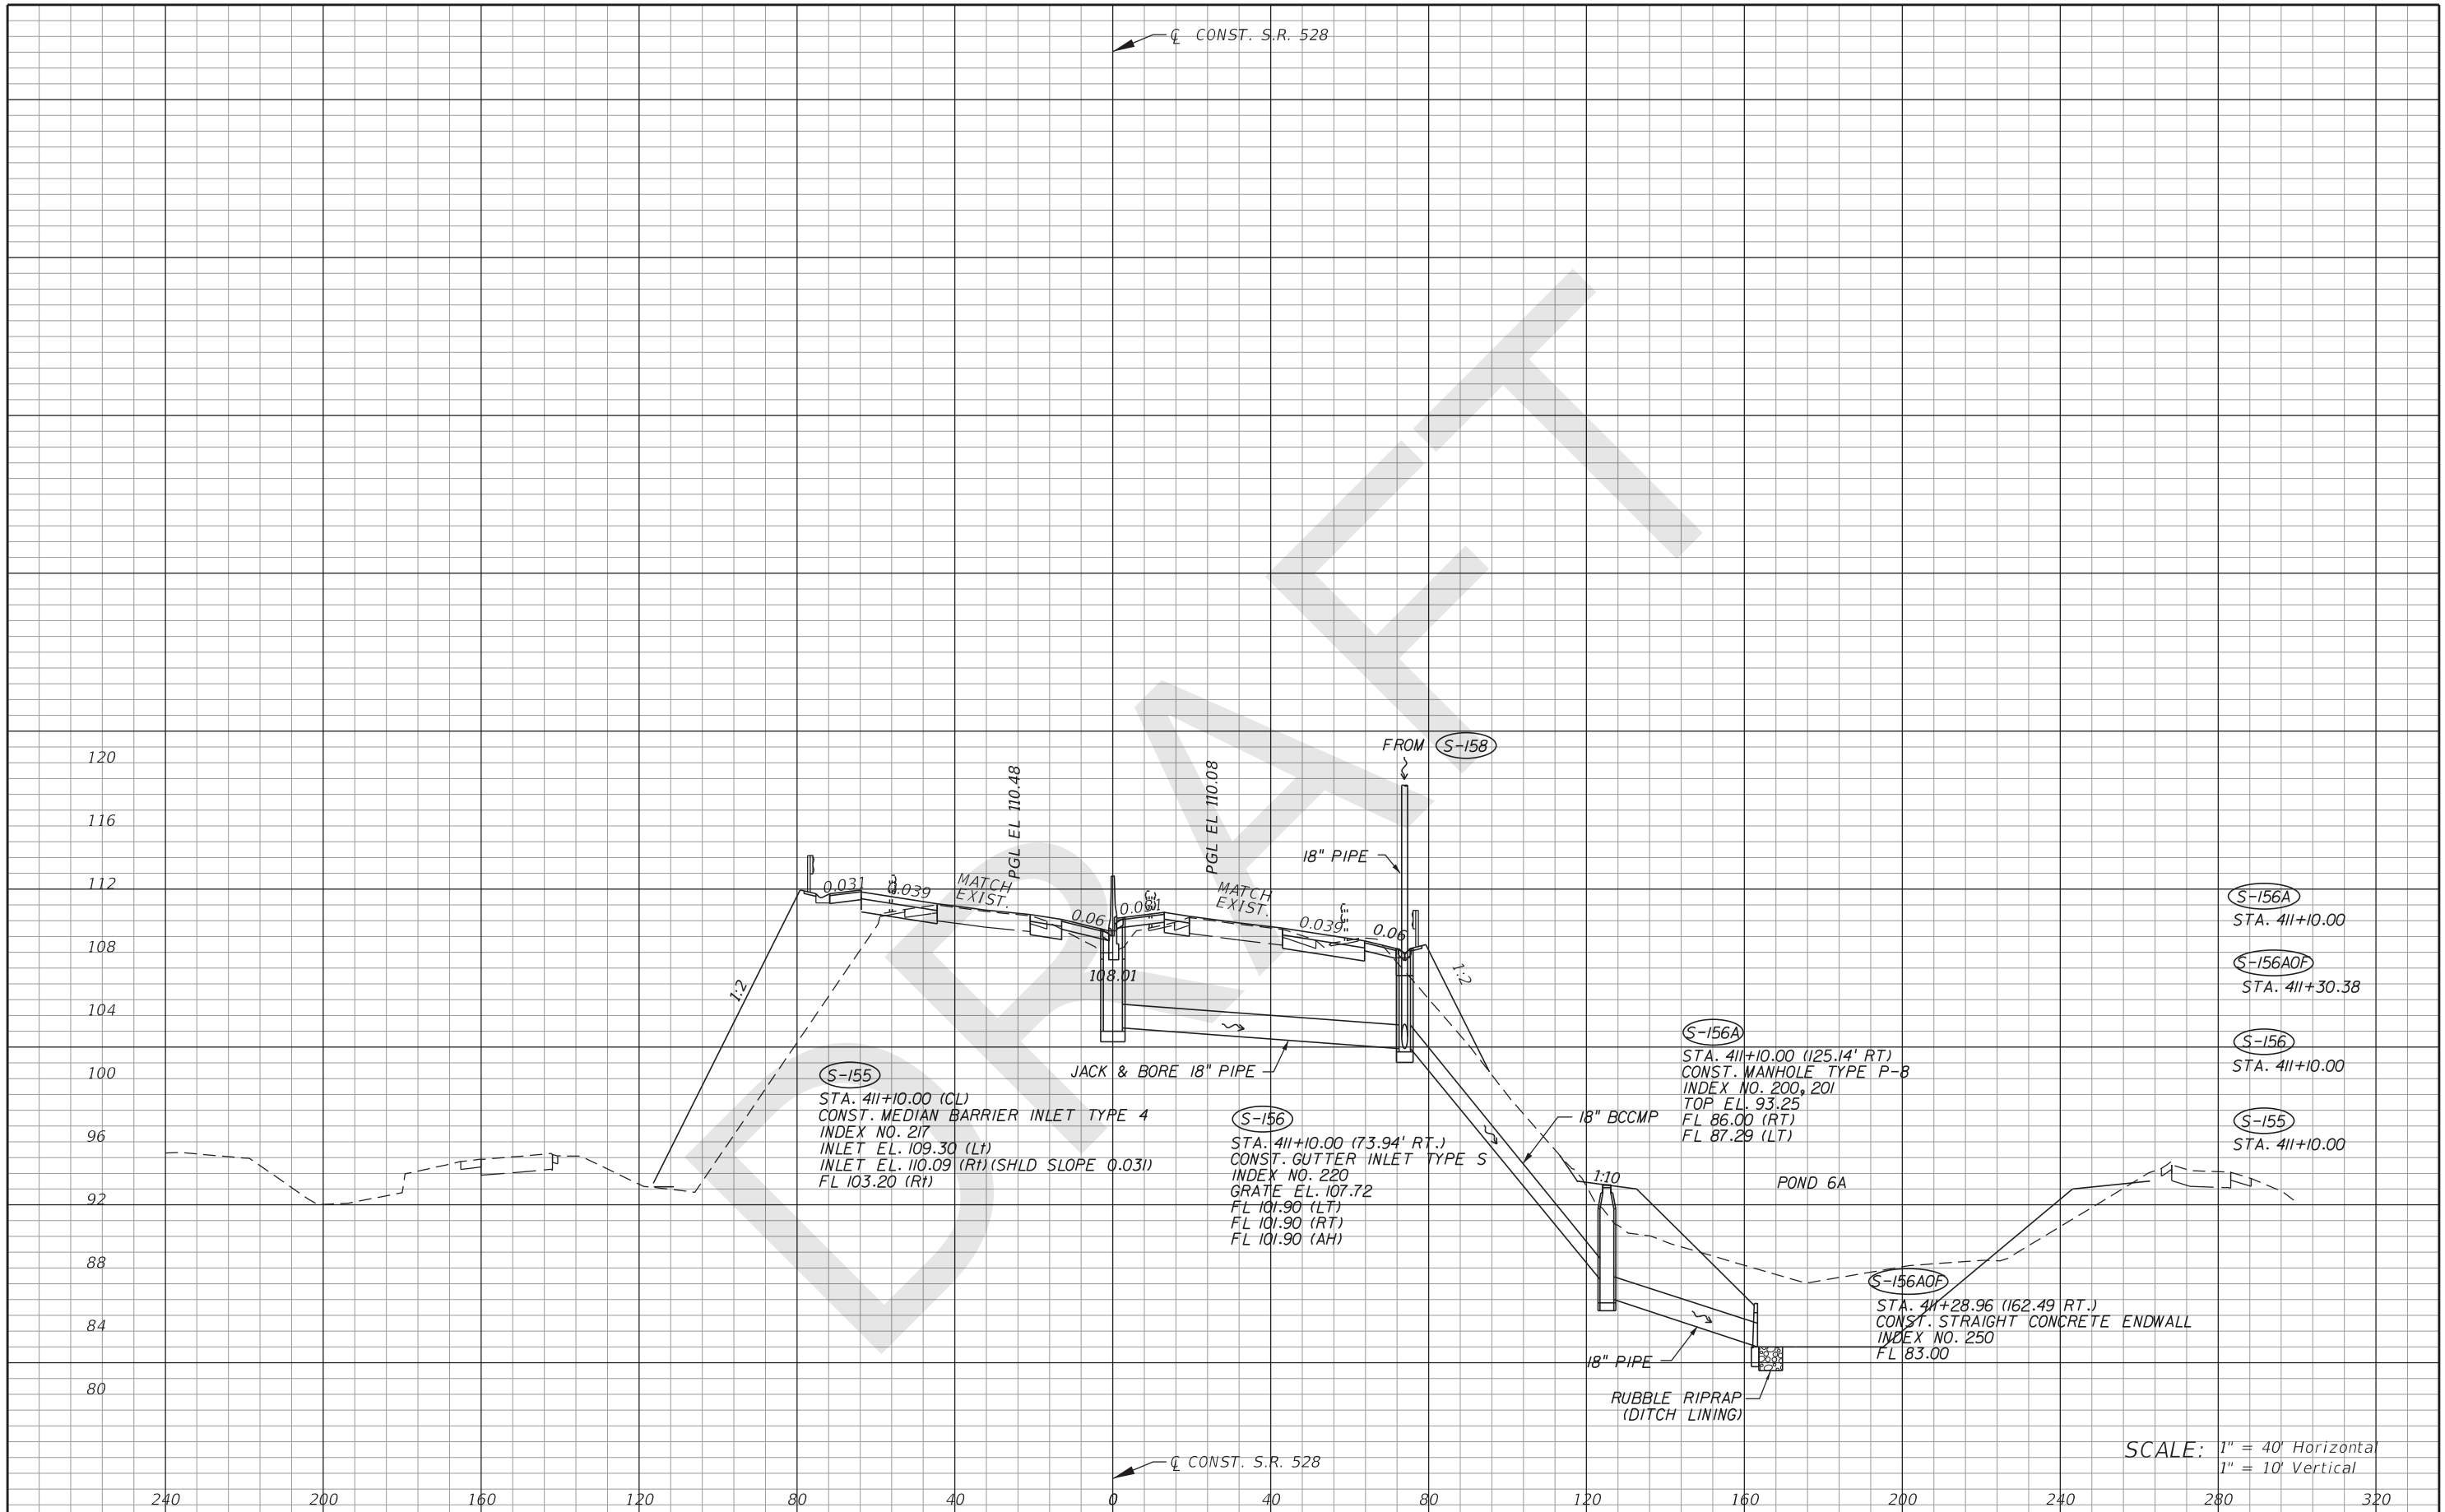 ℄ CONST. S.R. 528
DRAFT
FROM S-158
120
116
112
108
104
100
96
92
88
84
80
PGL EL 110.48
PGL EL 110.08
18" PIPE
0.031
0.039
MATCH
EXIST.
0.06
0.031
MATCH
EXIST.
0.039
0.06
1:2
108.01
1:2
JACK & BORE 18" PIPE
S-155
STA. 411+10.00 (CL)
CONST. MEDIAN BARRIER INLET TYPE 4
INDEX NO. 217
INLET EL. 109.30 (Lt)
INLET EL. 110.09 (Rt)(SHLD SLOPE 0.031)
FL 103.20 (Rt)
S-156
STA. 411+10.00 (73.94' RT.)
CONST. GUTTER INLET TYPE S
INDEX NO. 220
GRATE EL. 107.72
FL 101.90 (LT)
FL 101.90 (RT)
FL 101.90 (AH)
18" BCCMP
S-156A
STA. 411+10.00 (125.14' RT)
CONST. MANHOLE TYPE P-8
INDEX NO. 200, 201
TOP EL. 93.25
FL 86.00 (RT)
FL 87.29 (LT)
1:10
POND 6A
S-156AOF
STA. 411+28.96 (162.49 RT.)
CONST. STRAIGHT CONCRETE ENDWALL
INDEX NO. 250
FL 83.00
18" PIPE
RUBBLE RIPRAP
(DITCH LINING)
S-156A
STA. 411+10.00
S-156AOF
STA. 411+30.38
S-156
STA. 411+10.00
S-155
STA. 411+10.00
SCALE: 1" = 40' Horizontal
1" = 10' Vertical
℄ CONST. S.R. 528
240 200 160 120 80 40 0 40 80 120 160 200 240 280 320